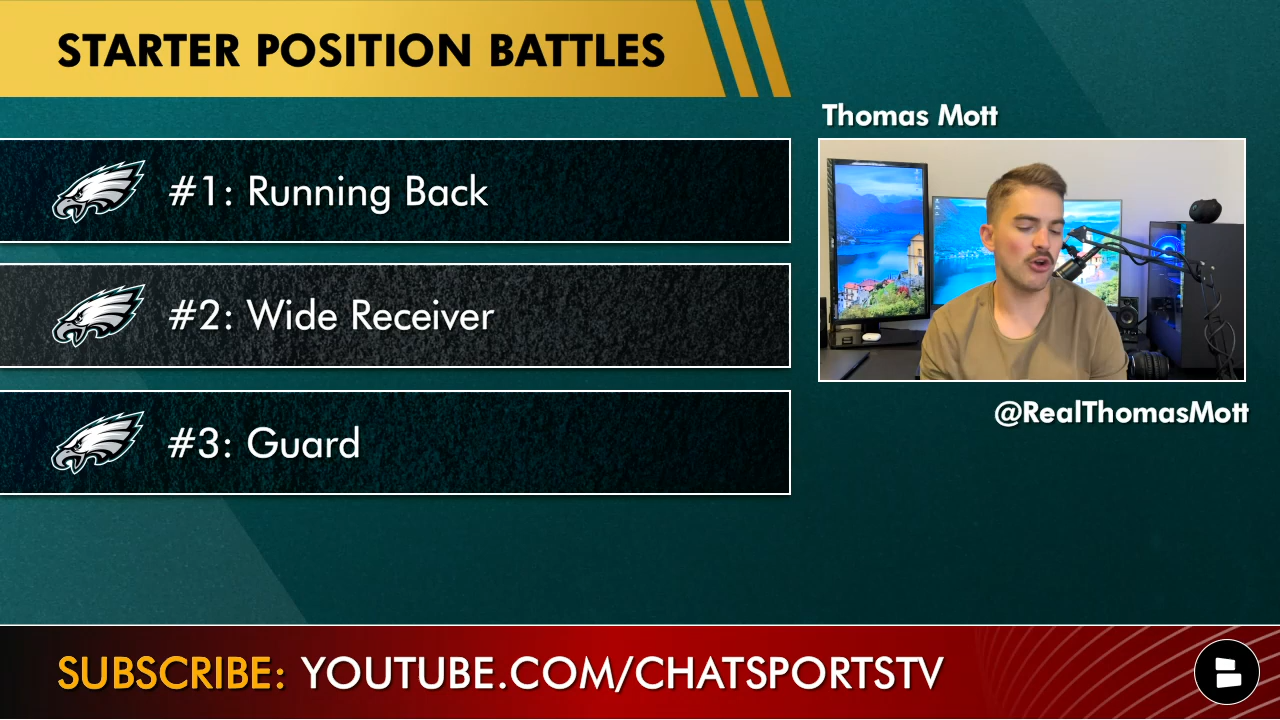 STARTER POSITION BATTLES
Thomas Mott
#1: Running Back
#2: Wide Receiver
#3: Guard
@RealThomasMott
SUBSCRIBE: YOUTUBE.COM/CHATSPORTSTV